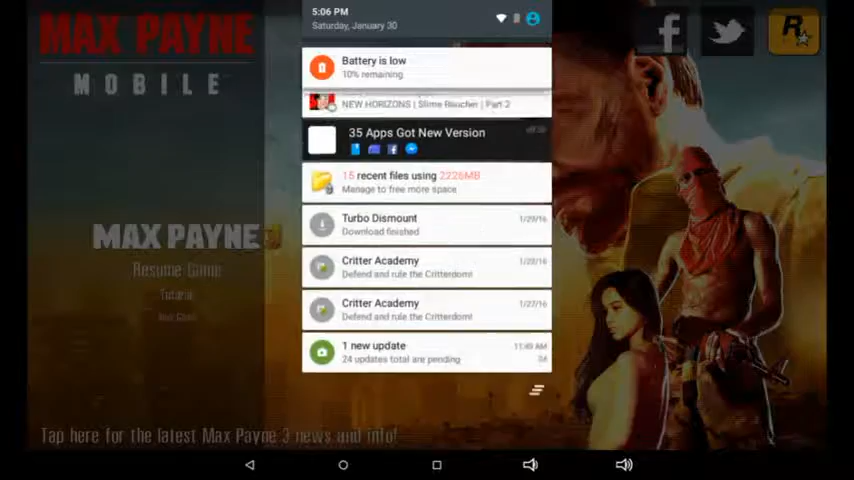 MAX PAYNE
MOBILE
5:06 PM
Saturday, January 30
Battery is low
10% remaining
NEW HORIZONS | Slime Rancher | Part 2
35 Apps Got New Version
15 recent files using 2226MB
Manage to free more space
Turbo Dismount
1/29/16
Download finished
Critter Academy
Defend and rule the Critterdom!
Critter Academy
1/27/16
Defend and rule the Critterdom!
1 new update
11:49 AM
24 updates total are pending
MAX PAYNE
Resume Game
Tutorial
New Game
Tap here for the latest Max Payne 3 news and info!
f
R